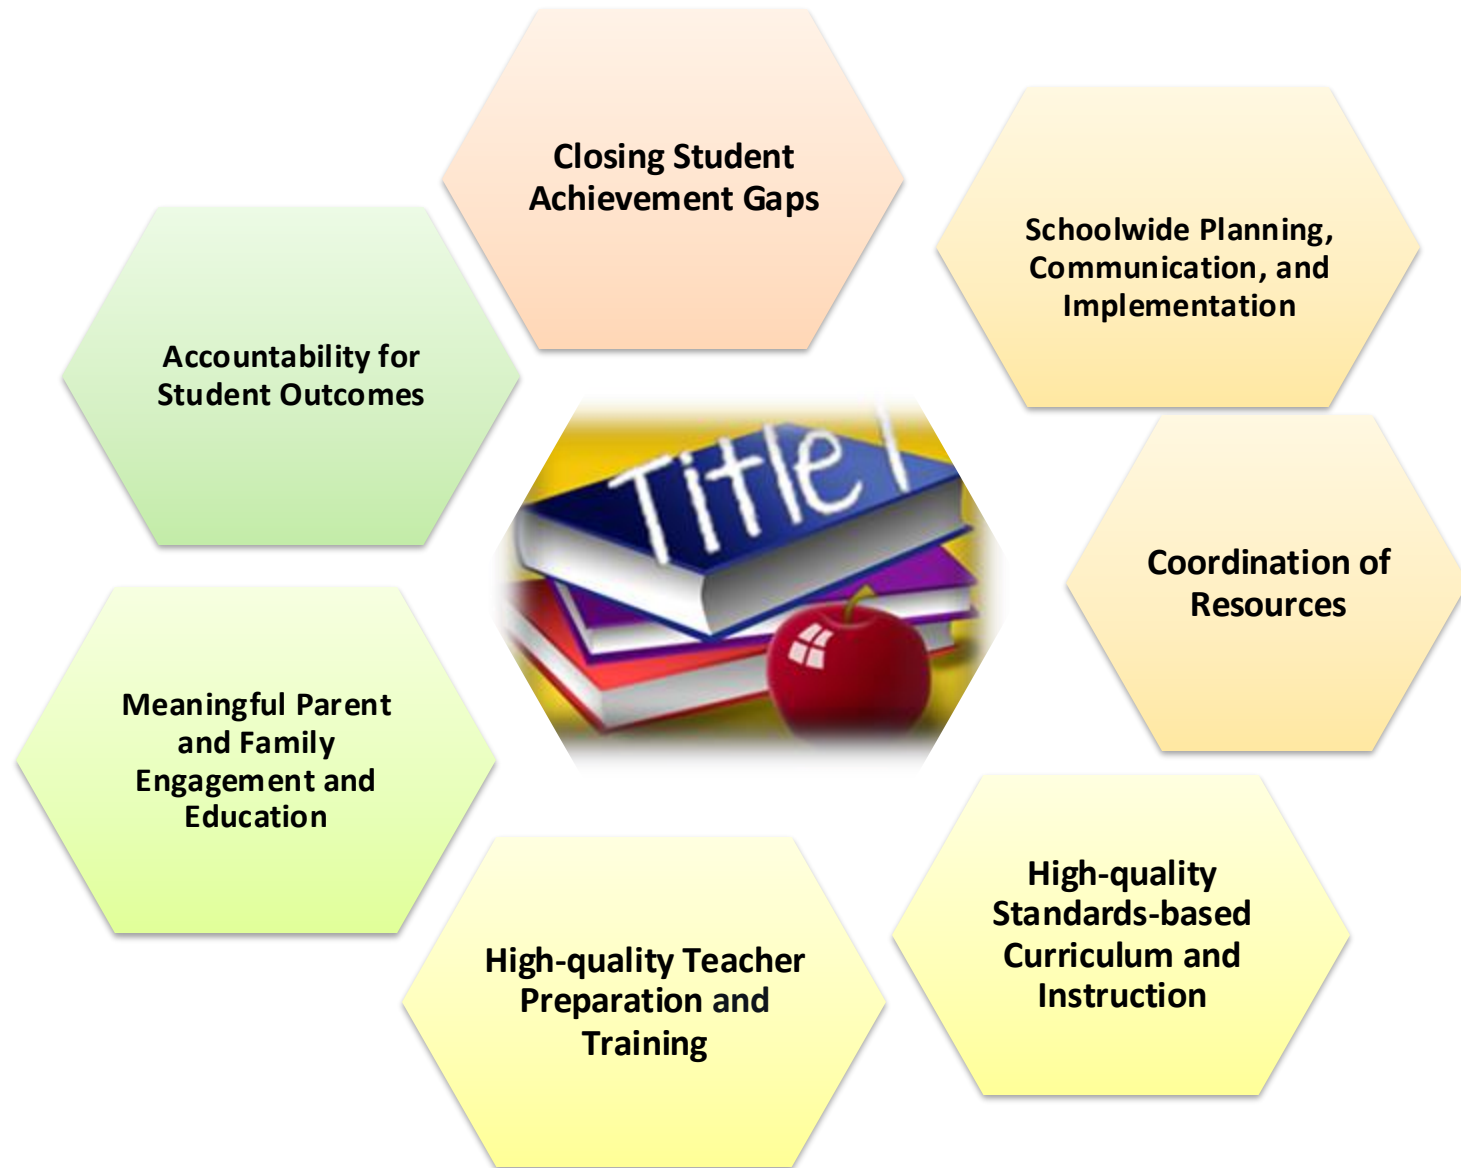 Closing Student
Achievement Gaps
Schoolwide Planning,
Communication, and
Implementation
Accountability for
Student Outcomes
Title I
Coordination of
Resources
Meaningful Parent
and Family
Engagement and
Education
High-quality
Standards-based
Curriculum and
Instruction
High-quality Teacher
Preparation and
Training